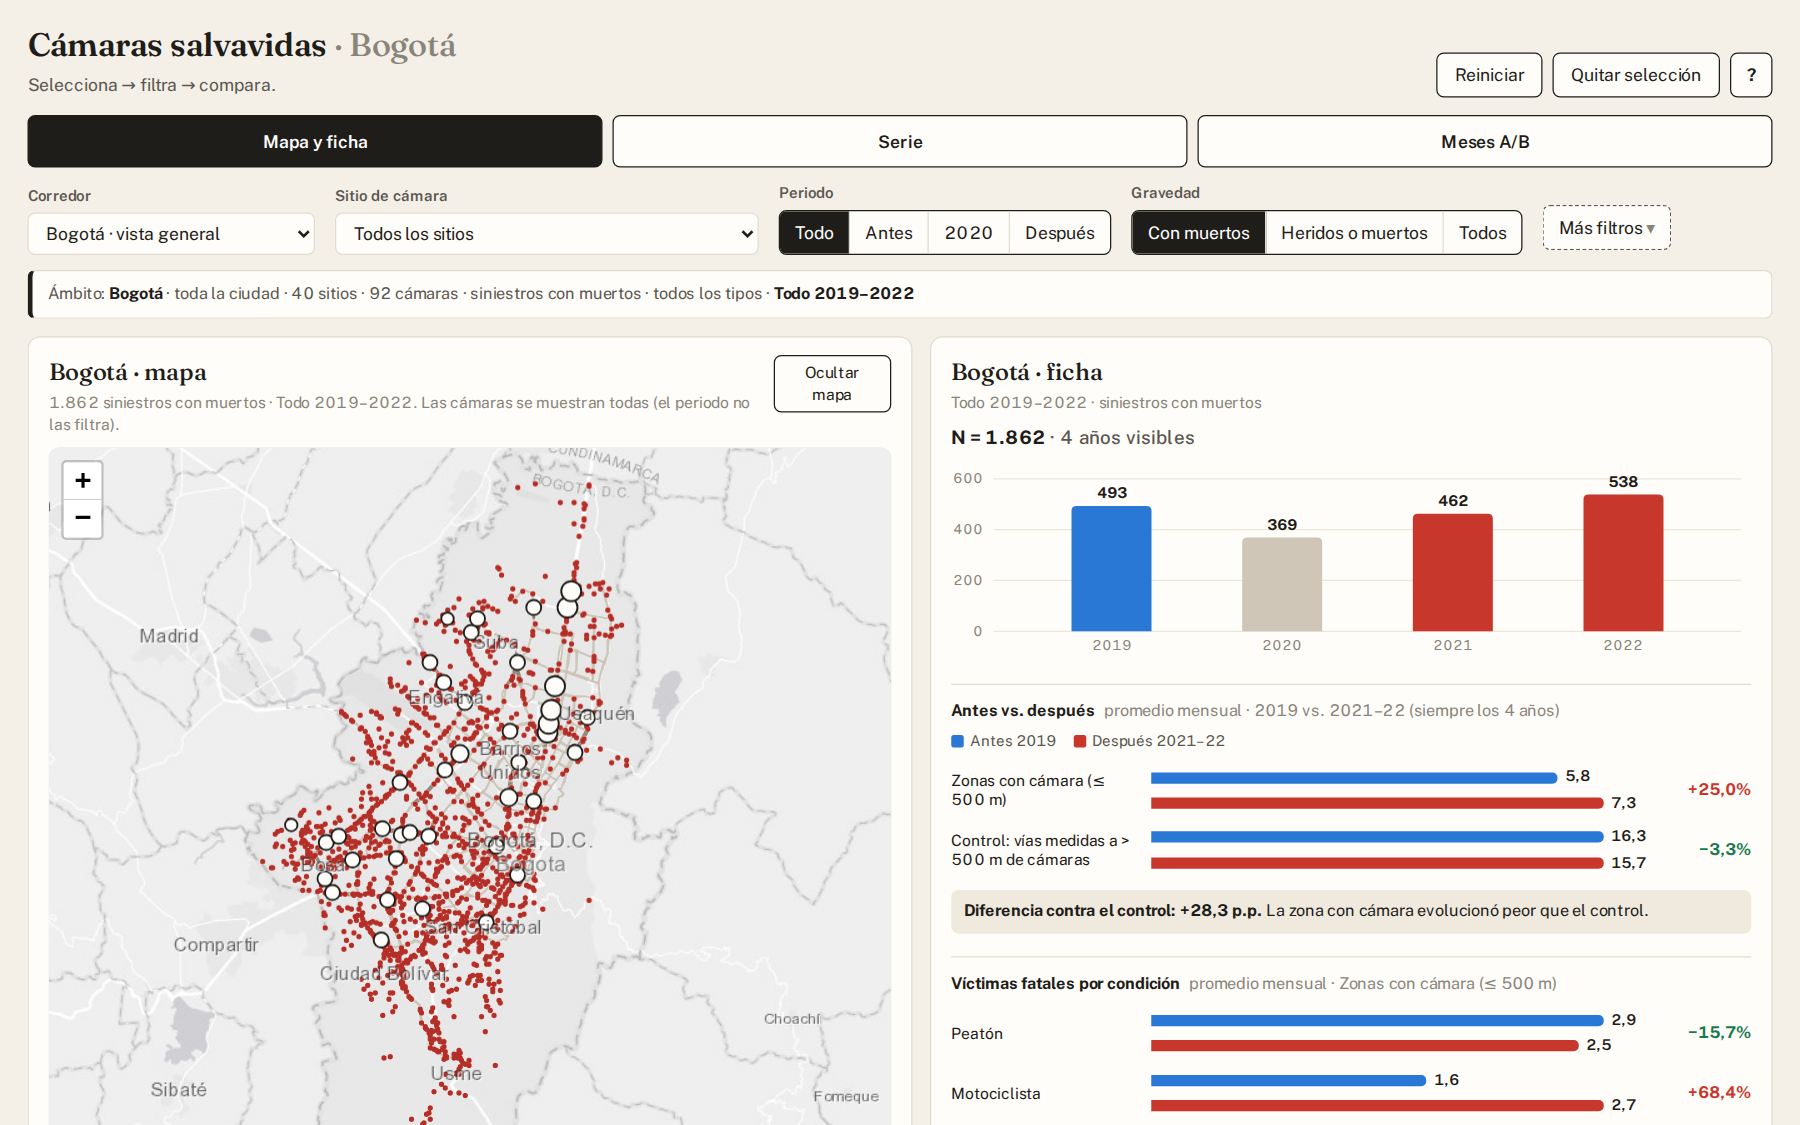 Cámaras salvavidas · Bogotá
Selecciona → filtra → compara.
Reiniciar
Quitar selección
?
Mapa y ficha
Serie
Meses A/B
Corredor
Sitio de cámara
Periodo
Gravedad
Bogotá · vista general
Todos los sitios
Todo
Antes
2020
Después
Con muertos
Heridos o muertos
Todos
Más filtros ▾
Ámbito: Bogotá · toda la ciudad · 40 sitios · 92 cámaras · siniestros con muertos · todos los tipos · Todo 2019–2022
Bogotá · mapa
1.862 siniestros con muertos · Todo 2019–2022. Las cámaras se muestran todas (el periodo no
las filtra).
Ocultar
mapa
+
−
CUNDINAMARCA
BOGOTÁ, D.C.
Madrid
Suba
Engativa
Usaquén
Barrios
Unidos
Bogotá, D.C.
Bogota
Bosa
Compartir
San Cristobal
Ciudad Bolívar
Choachí
Usme
Sibaté
Fomeque
Bogotá · ficha
Todo 2019–2022 · siniestros con muertos
N = 1.862 · 4 años visibles
600
400
200
0
493
369
462
538
2019
2020
2021
2022
Antes vs. después promedio mensual · 2019 vs. 2021–22 (siempre los 4 años)
Antes 2019
Después 2021–22
Zonas con cámara (≤
500 m)
5,8
7,3
+25,0%
Control: vías medidas a >
500 m de cámaras
16,3
15,7
−3,3%
Diferencia contra el control: +28,3 p.p. La zona con cámara evolucionó peor que el control.
Víctimas fatales por condición promedio mensual · Zonas con cámara (≤ 500 m)
Peatón
2,9
2,5
−15,7%
Motociclista
1,6
2,7
+68,4%